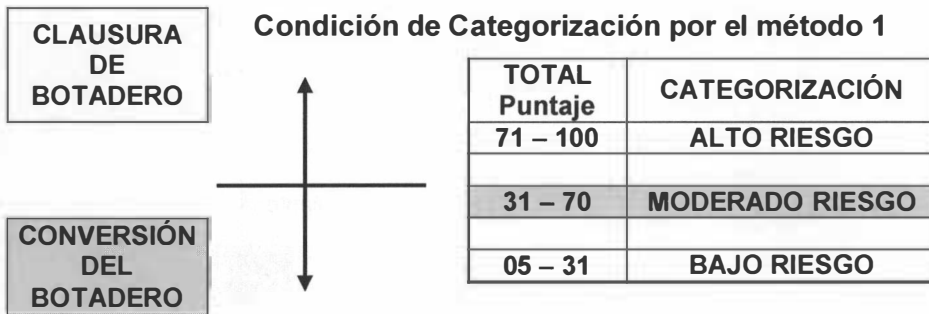 Condición de Categorización por el método 1
CLAUSURA
DE
BOTADERO
CONVERSIÓN
DEL
BOTADERO
TOTAL
Puntaje
CATEGORIZACIÓN
71 – 100 ALTO RIESGO
31 – 70 MODERADO RIESGO
05 – 31 BAJO RIESGO